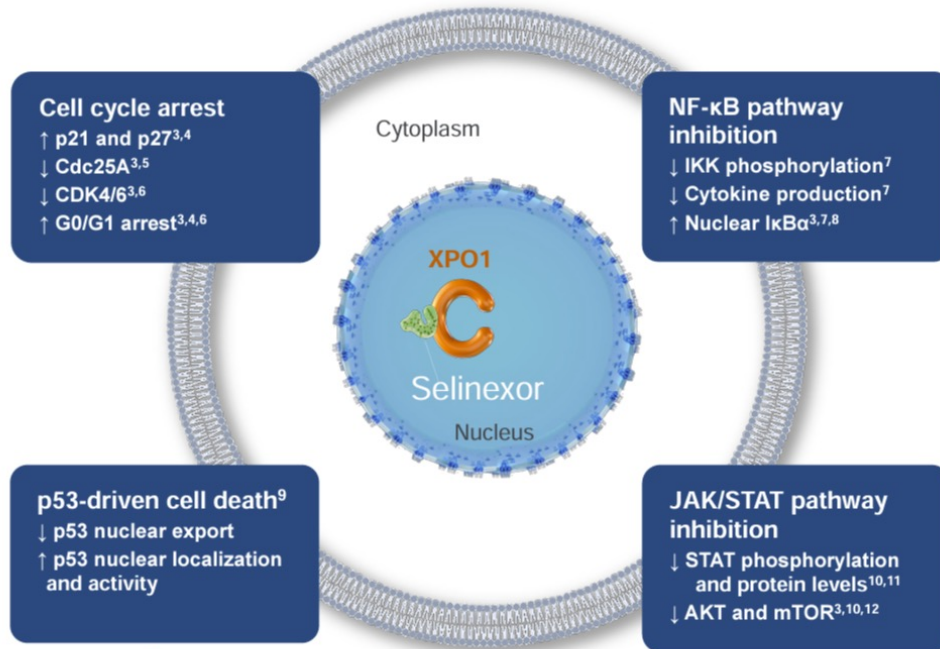 Cell cycle arrest
↑ p21 and p27³,⁴
↓ Cdc25A³,⁵
↓ CDK4/6³,⁶
↑ G0/G1 arrest³,⁴,⁶
Cytoplasm
NF-κB pathway
inhibition
↓ IKK phosphorylation⁷
↓ Cytokine production⁷
↑ Nuclear IκBα³,⁷,⁸
XPO1
Selinexor
Nucleus
p53-driven cell death⁹
↓ p53 nuclear export
↑ p53 nuclear localization
and activity
JAK/STAT pathway
inhibition
↓ STAT phosphorylation
and protein levels¹⁰,¹¹
↓ AKT and mTOR³,¹⁰,¹²